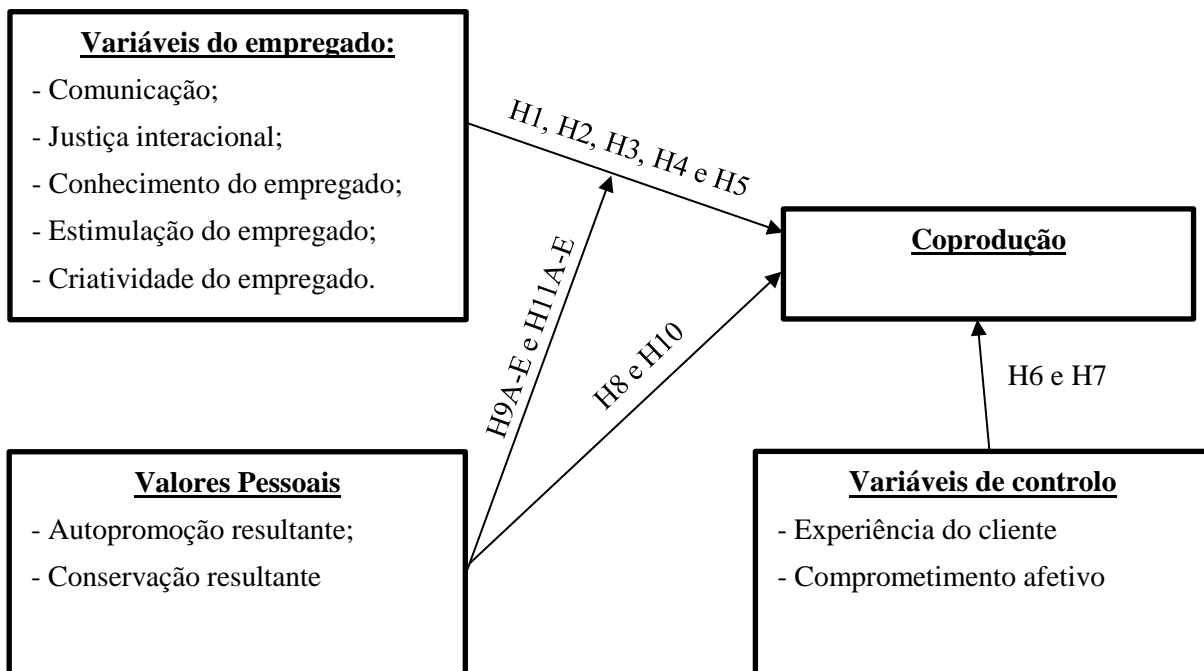 Variáveis do empregado:
- Comunicação;
- Justiça interacional;
- Conhecimento do empregado;
- Estimulação do empregado;
- Criatividade do empregado.
H1, H2, H3, H4 e H5
Coprodução
H9A-E e H11A-E
H8 e H10
H6 e H7
Valores Pessoais
- Autopromoção resultante;
- Conservação resultante
Variáveis de controlo
- Experiência do cliente
- Comprometimento afetivo